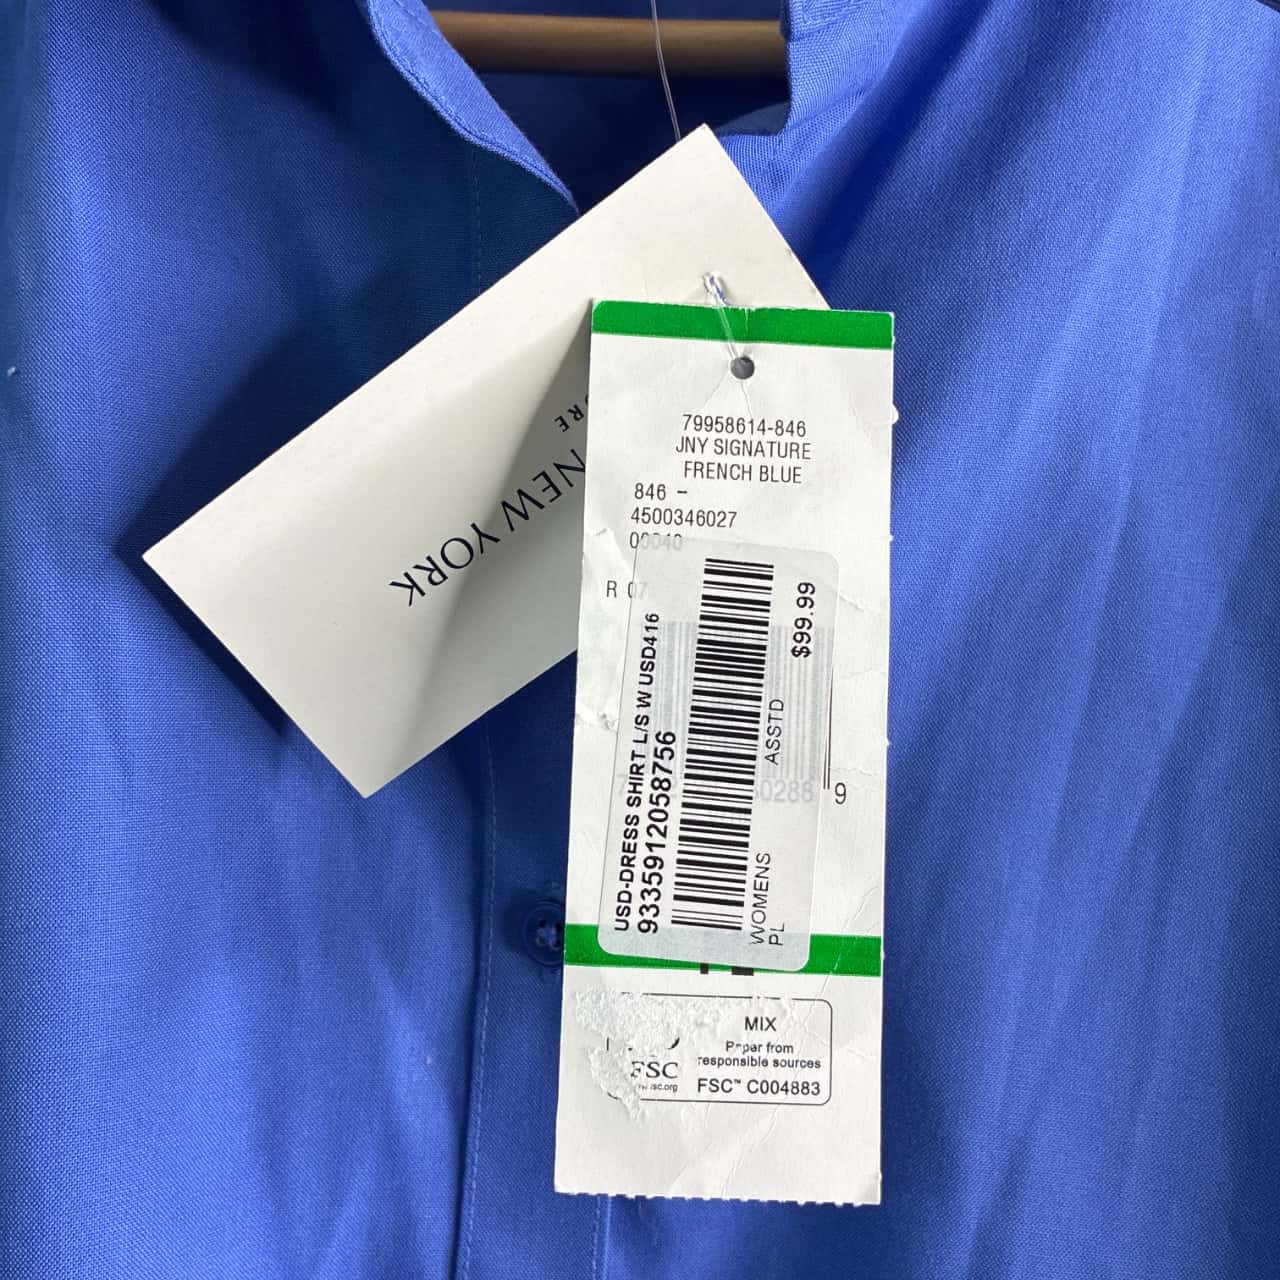 NEW YORK
79958614-846
JNY SIGNATURE
FRENCH BLUE
846 -
4500346027
00040
R 07
$99.99
ASSTD
WOMENS
PL
USD-DRESS SHIRT L/S W USD416
9335912058756
9
MIX
Paper from
responsible sources
FSC™ C004883
FSC